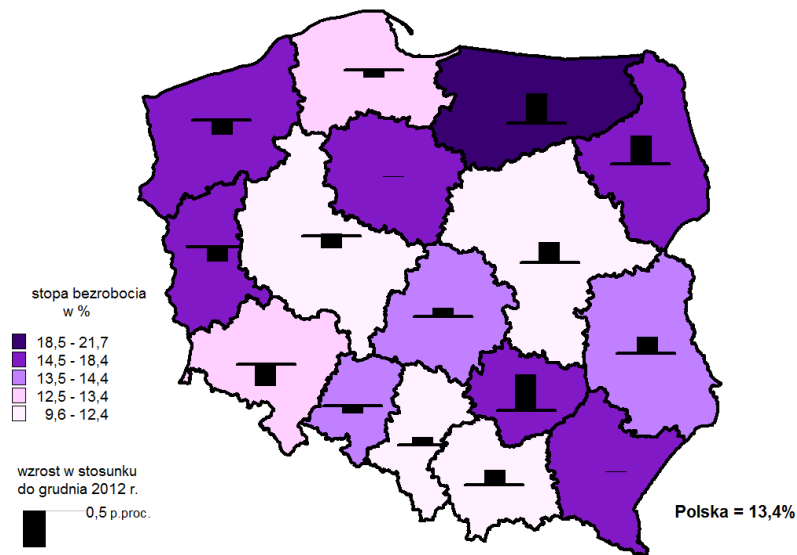 stopa bezrobocia
w %
18,5 - 21,7
14,5 - 18,4
13,5 - 14,4
12,5 - 13,4
9,6 - 12,4
wzrost w stosunku
do grudnia 2012 r.
0,5 p.proc.
Polska = 13,4%